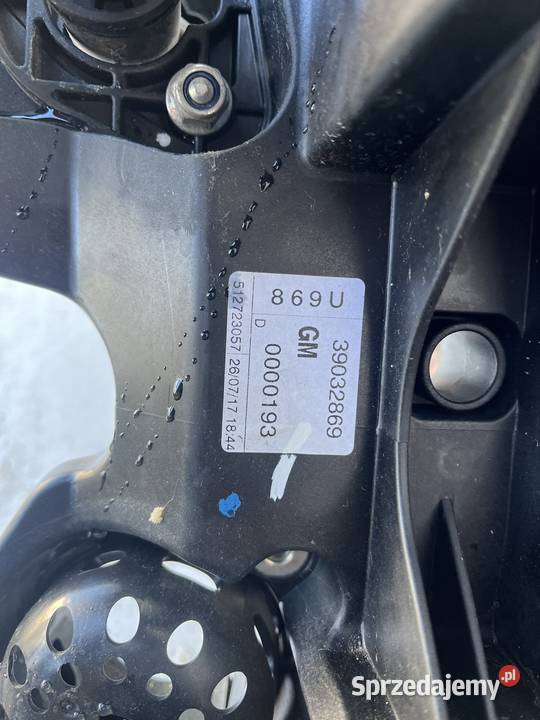 869U
39032869
GM
D 0000193
512723057 26/07/17 18:44
Sprzedajemy.pl